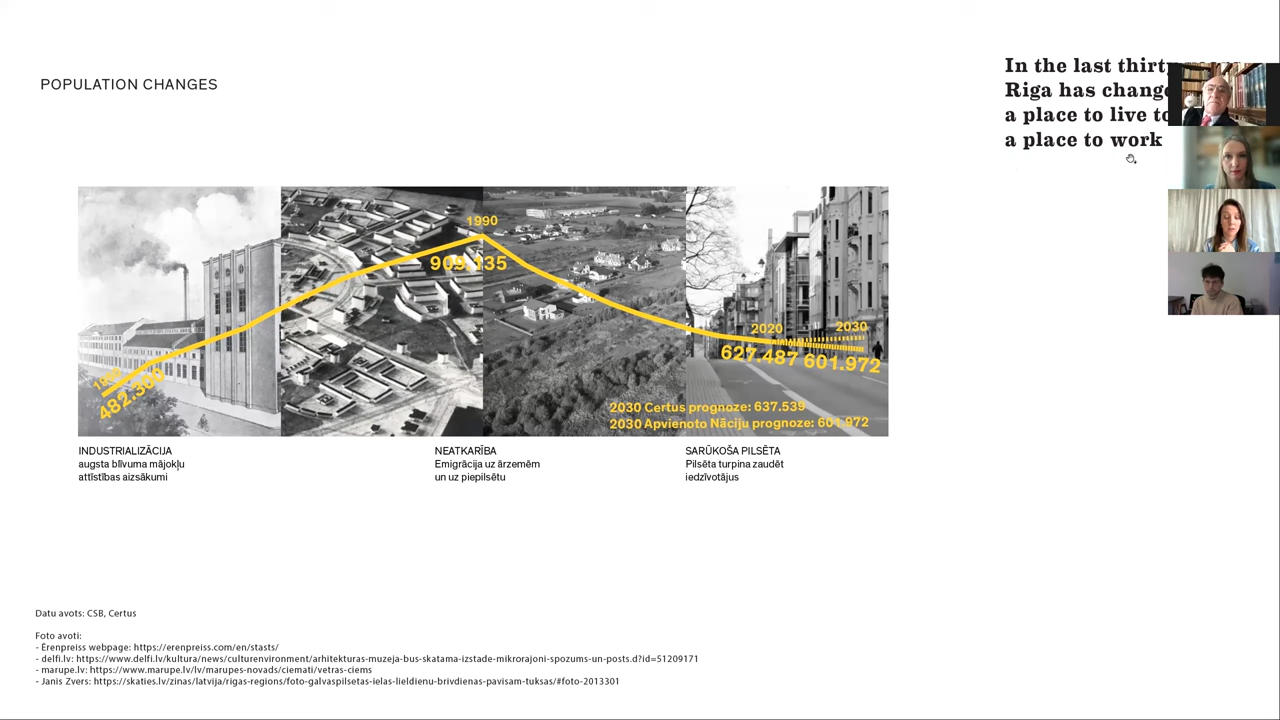 POPULATION CHANGES
In the last thirty
Riga has change
a place to live to
a place to work
1990
909.135
482.300
2020
2030
627.487
601.972
2030 Certus prognoze: 637.539
2030 Apvienoto Nāciju prognoze: 601.972
INDUSTRIALIZĀCIJA
augsta blīvuma mājokļu
attīstības aizsākumi
NEATKARĪBA
Emigrācija uz ārzemēm
un uz piepilsētu
SARŪKOŠA PILSĒTA
Pilsēta turpina zaudēt
iedzīvotājus
Datu avots: CSB, Certus
Foto avoti:
- Ērenpreiss webpage: https://erenpreiss.com/en/stasts/
- delfi.lv: https://www.delfi.lv/kultura/news/culturenvironment/arhitekturas-muzeja-bus-skatama-izstade-mikrorajoni-spozums-un-posts.d?id=51209171
- marupe.lv: https://www.marupe.lv/lv/marupes-novads/ciemati/vetras-ciems
- Janis Zvers: https://skaties.lv/zinas/latvija/rigas-regions/foto-galvaspilsetas-ielas-lieldienu-brivdienas-pavisam-tuksas/#foto-2013301